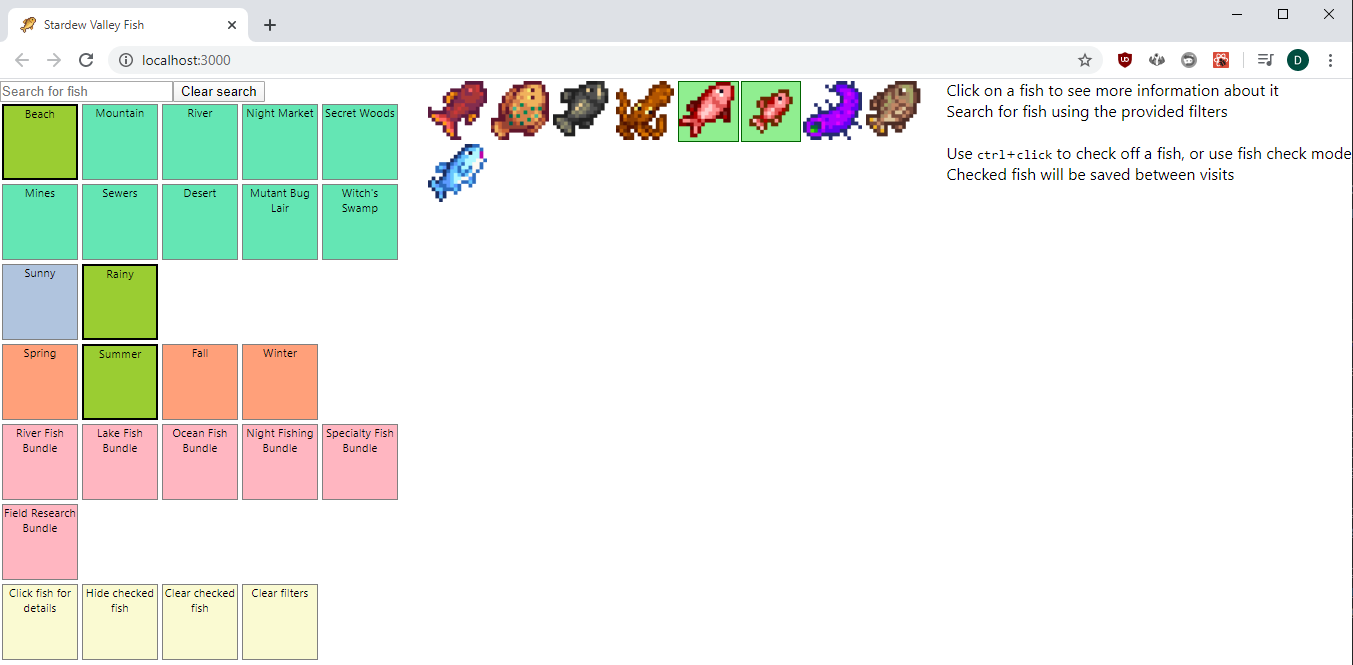 Stardew Valley Fish
localhost:3000
D
Search for fish
Clear search
Beach
Mountain
River
Night Market
Secret Woods
Mines
Sewers
Desert
Mutant Bug
Lair
Witch's
Swamp
Sunny
Rainy
Spring
Summer
Fall
Winter
River Fish
Bundle
Lake Fish
Bundle
Ocean Fish
Bundle
Night Fishing
Bundle
Specialty Fish
Bundle
Field Research
Bundle
Click fish for
details
Hide checked
fish
Clear checked
fish
Clear filters
Click on a fish to see more information about it
Search for fish using the provided filters
Use ctrl+click to check off a fish, or use fish check mode
Checked fish will be saved between visits